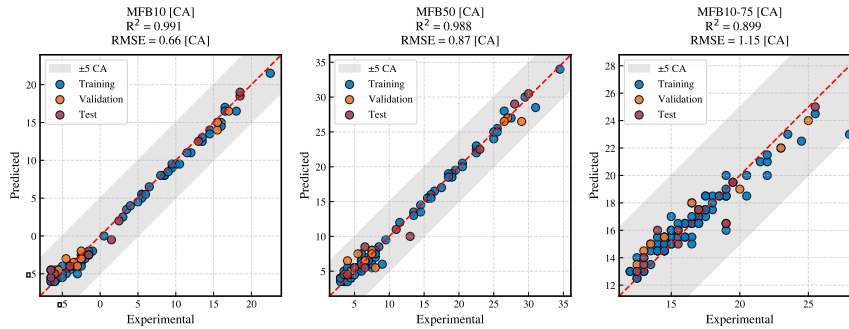 MFB10 [CA]
R² = 0.991
RMSE = 0.66 [CA]
±5 CA
Training
Validation
Test
Predicted
20
15
10
5
0
▯5
▯5
0
5
10
15
20
Experimental
MFB50 [CA]
R² = 0.988
RMSE = 0.87 [CA]
±5 CA
Training
Validation
Test
Predicted
35
30
25
20
15
10
5
5
10
15
20
25
30
35
Experimental
MFB10-75 [CA]
R² = 0.899
RMSE = 1.15 [CA]
±5 CA
Training
Validation
Test
Predicted
28
26
24
22
20
18
16
14
12
15
20
25
Experimental